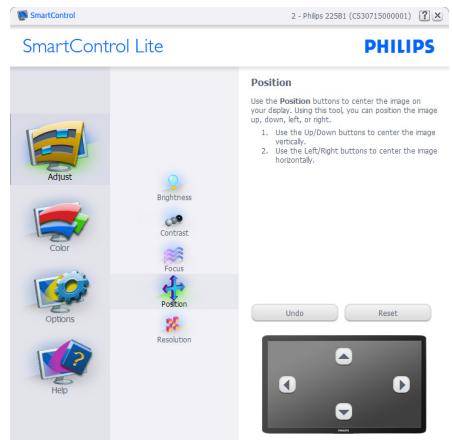 SmartControl
2 - Philips 225B1 (CS30715000001)
SmartControl Lite
PHILIPS
Adjust
Color
Options
Help
Brightness
Contrast
Focus
Position
Resolution
Position
Use the Position buttons to center the image on
your display. Using this tool, you can position the image
up, down, left, or right.
1. Use the Up/Down buttons to center the image
vertically.
2. Use the Left/Right buttons to center the image
horizontally.
Undo
Reset
PHILIPS